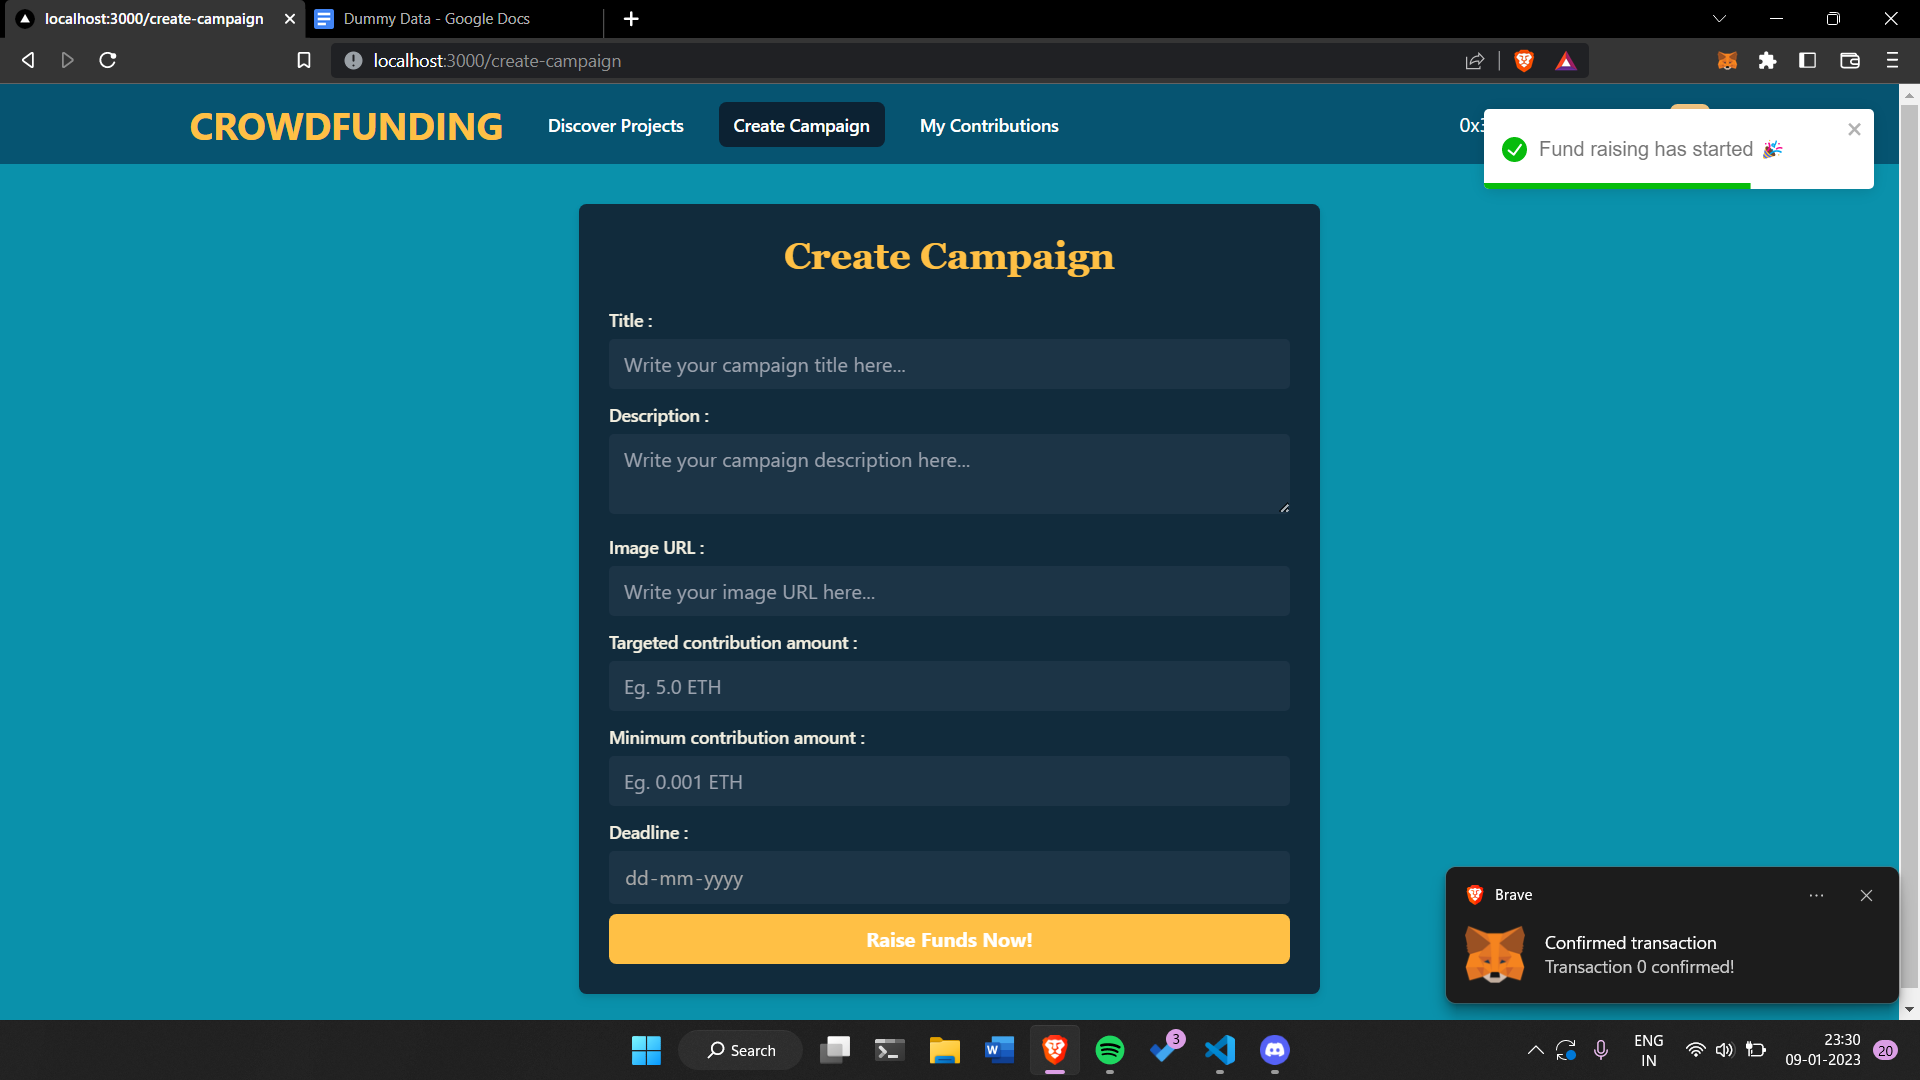 localhost:3000/create-campaign
Dummy Data - Google Docs
localhost:3000/create-campaign
CROWDFUNDING
Discover Projects
Create Campaign
My Contributions
0x3
Fund raising has started 🎉
Create Campaign
Title :
Write your campaign title here...
Description :
Write your campaign description here...
Image URL :
Write your image URL here...
Targeted contribution amount :
Eg. 5.0 ETH
Minimum contribution amount :
Eg. 0.001 ETH
Deadline :
dd-mm-yyyy
Raise Funds Now!
Brave
Confirmed transaction
Transaction 0 confirmed!
Search
W
3
ENG
IN
23:30
09-01-2023
20